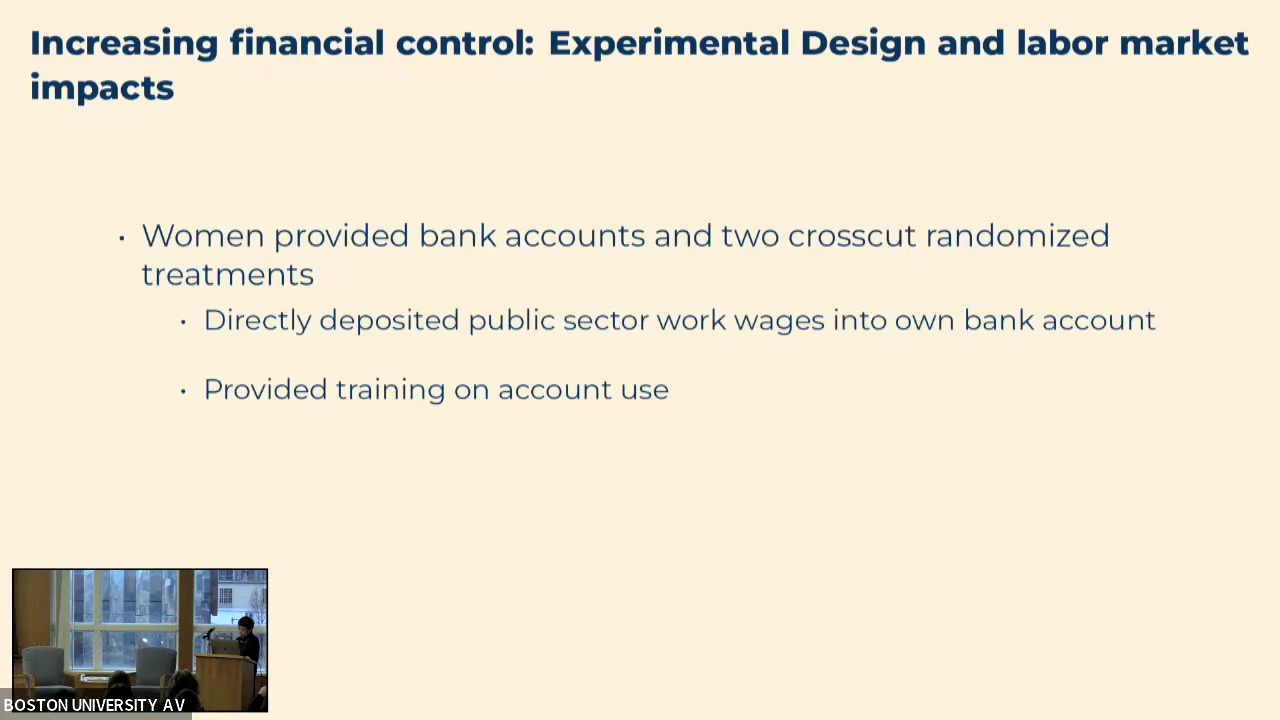 Increasing financial control: Experimental Design and labor market
impacts
• Women provided bank accounts and two crosscut randomized
treatments
• Directly deposited public sector work wages into own bank account
• Provided training on account use
BOSTON UNIVERSITY AV